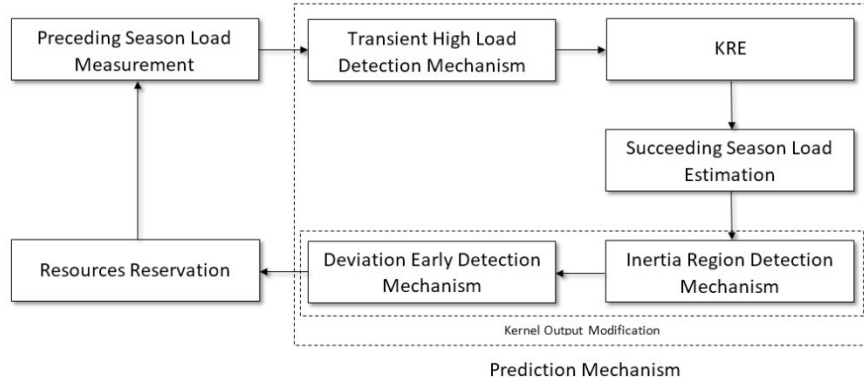 Preceding Season Load
Measurement
Transient High Load
Detection Mechanism
KRE
Succeeding Season Load
Estimation
Inertia Region Detection
Mechanism
Deviation Early Detection
Mechanism
Resources Reservation
Kernel Output Modification
Prediction Mechanism